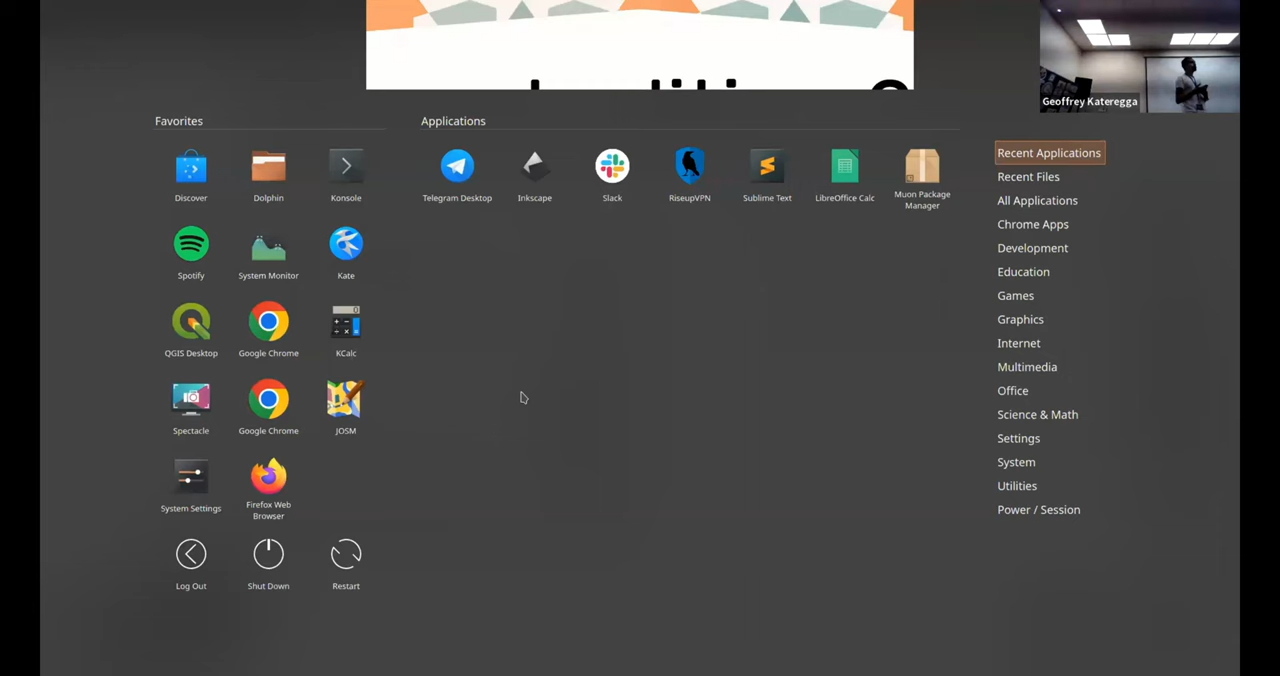 Geoffrey Kateregga
Favorites
Applications
Discover
Dolphin
Konsole
Telegram Desktop
Inkscape
Slack
RiseupVPN
Sublime Text
LibreOffice Calc
Muon Package
Manager
Spotify
System Monitor
Kate
QGIS Desktop
Google Chrome
KCalc
Spectacle
Google Chrome
JOSM
System Settings
Firefox Web
Browser
Log Out
Shut Down
Restart
Recent Applications
Recent Files
All Applications
Chrome Apps
Development
Education
Games
Graphics
Internet
Multimedia
Office
Science & Math
Settings
System
Utilities
Power / Session